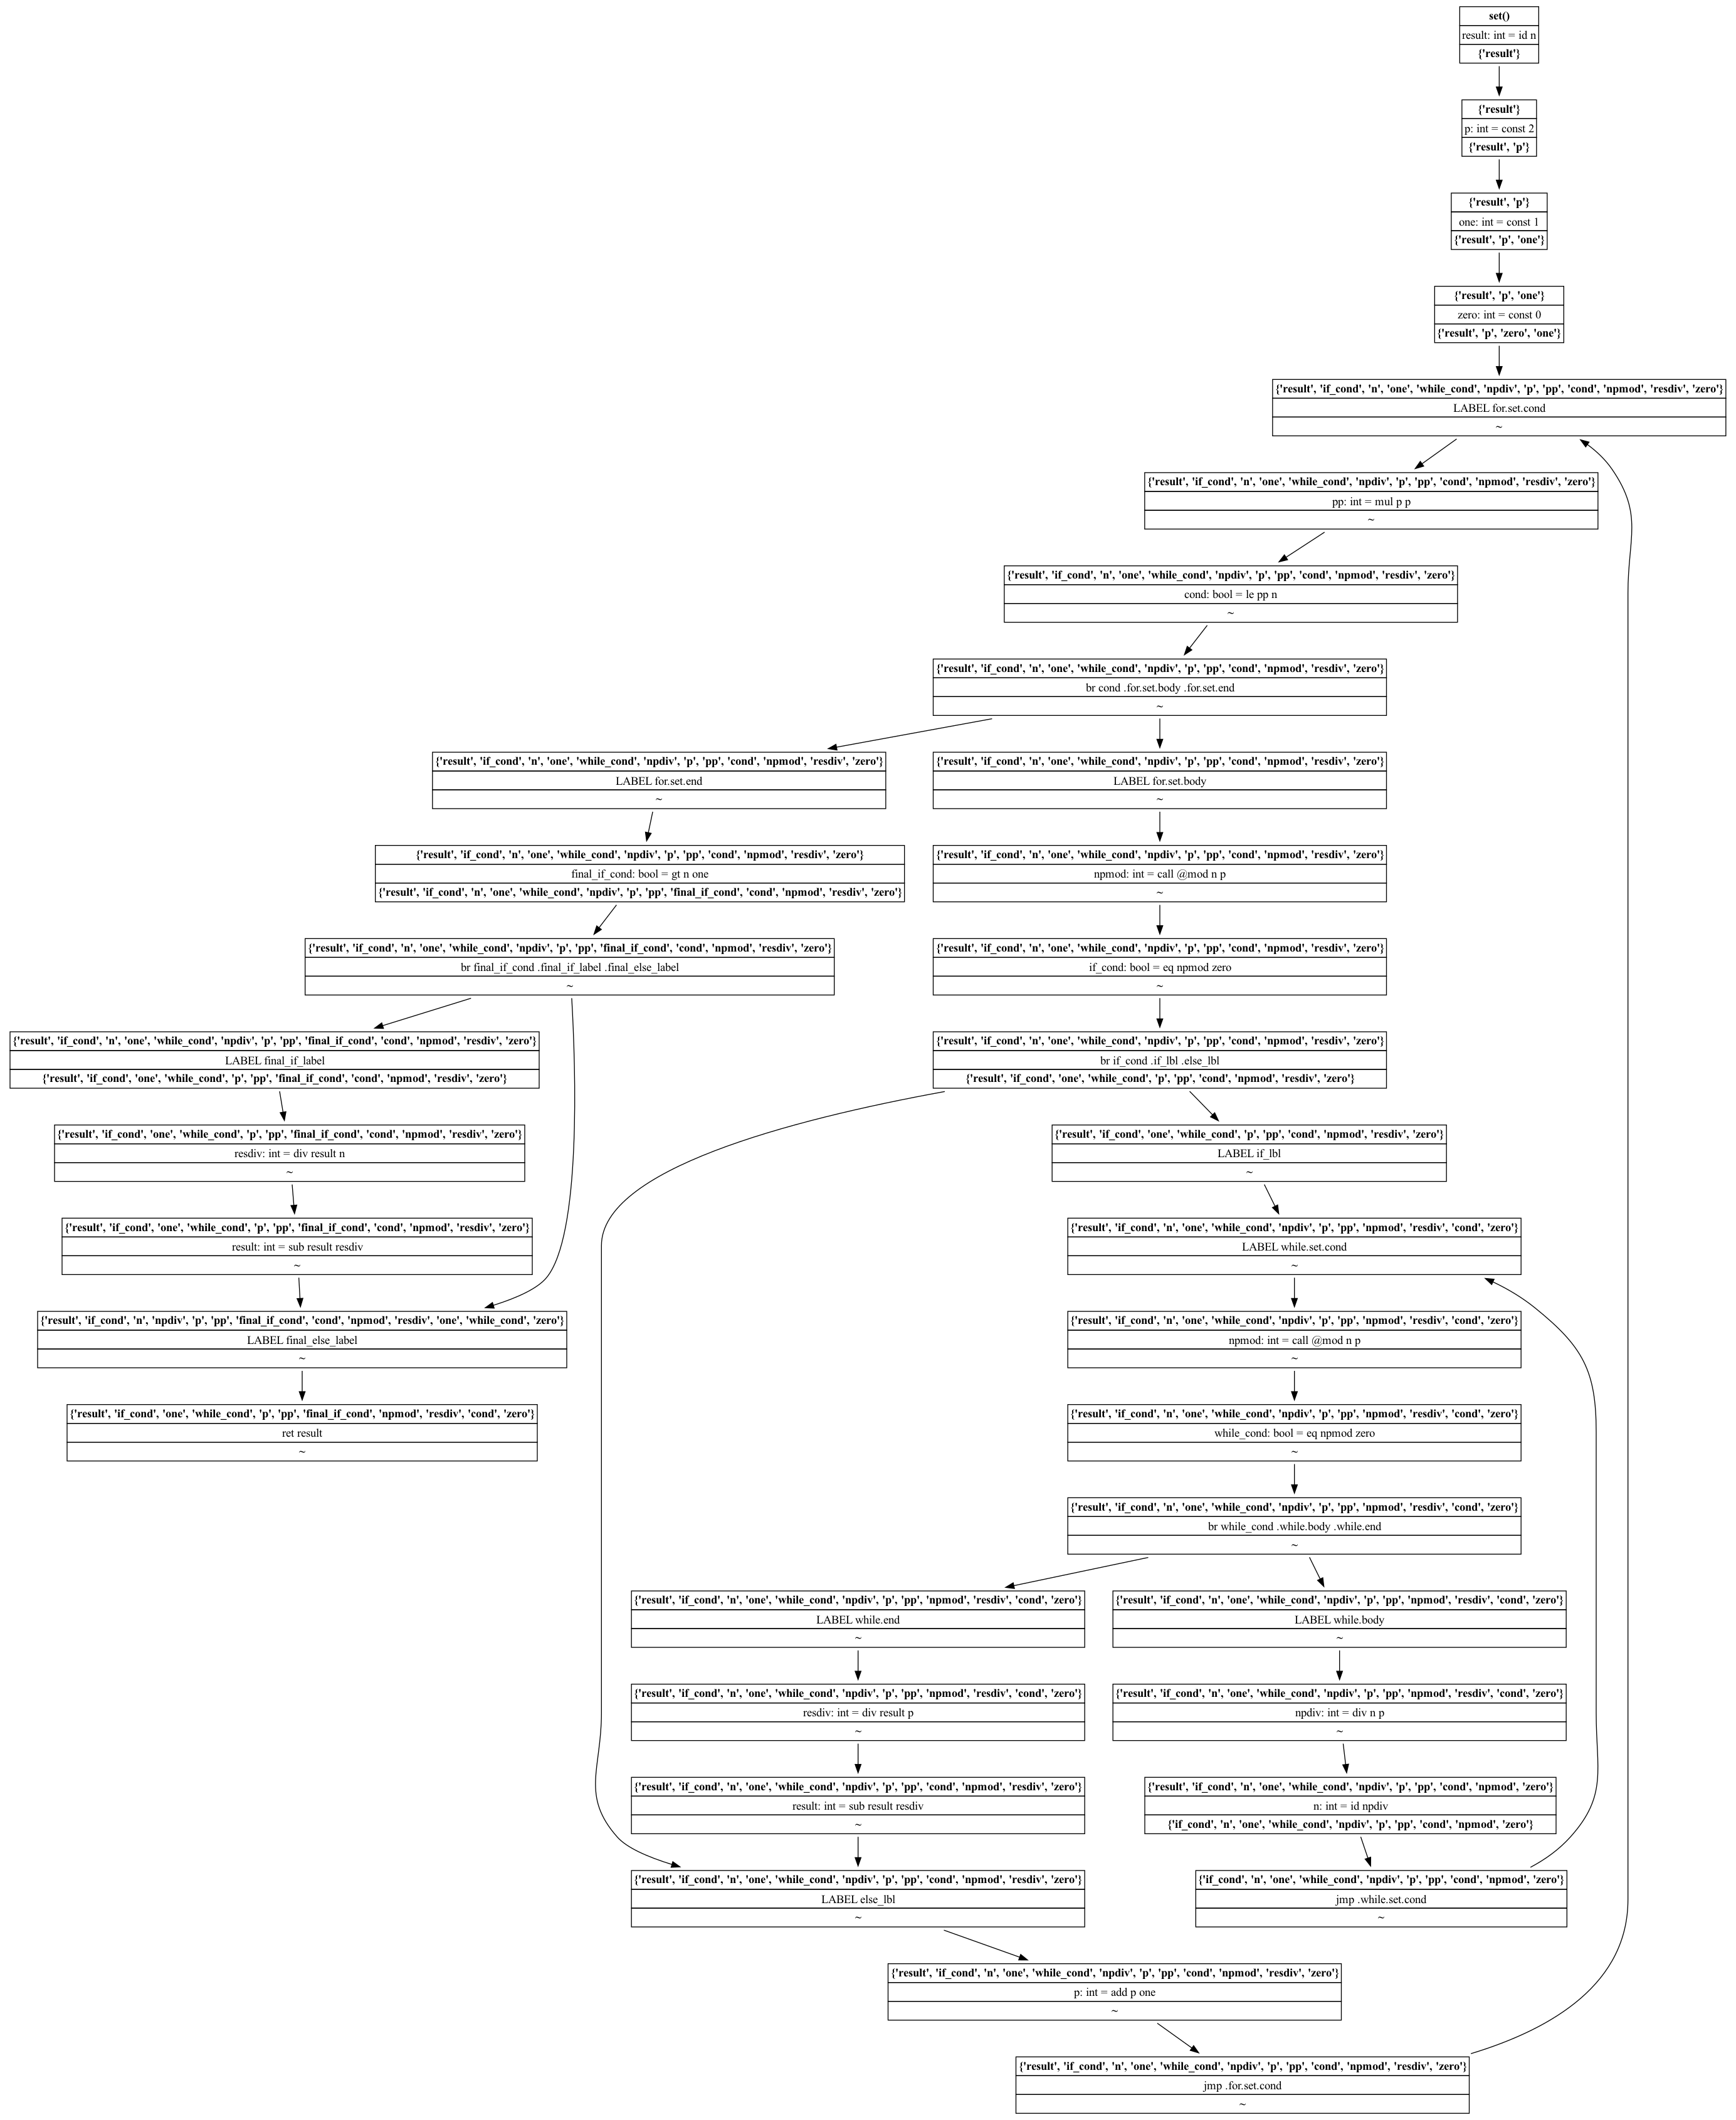 set()
result: int = id n
{'result'}
{'result'}
p: int = const 2
{'result', 'p'}
{'result', 'p'}
one: int = const 1
{'result', 'p', 'one'}
{'result', 'p', 'one'}
zero: int = const 0
{'result', 'p', 'zero', 'one'}
{'result', 'if_cond', 'n', 'one', 'while_cond', 'npdiv', 'p', 'pp', 'cond', 'npmod', 'resdiv', 'zero'}
LABEL for.set.cond
~
{'result', 'if_cond', 'n', 'one', 'while_cond', 'npdiv', 'p', 'pp', 'cond', 'npmod', 'resdiv', 'zero'}
pp: int = mul p p
~
{'result', 'if_cond', 'n', 'one', 'while_cond', 'npdiv', 'p', 'pp', 'cond', 'npmod', 'resdiv', 'zero'}
cond: bool = le pp n
~
{'result', 'if_cond', 'n', 'one', 'while_cond', 'npdiv', 'p', 'pp', 'cond', 'npmod', 'resdiv', 'zero'}
br cond .for.set.body .for.set.end
~
{'result', 'if_cond', 'n', 'one', 'while_cond', 'npdiv', 'p', 'pp', 'cond', 'npmod', 'resdiv', 'zero'}
LABEL for.set.end
~
{'result', 'if_cond', 'n', 'one', 'while_cond', 'npdiv', 'p', 'pp', 'cond', 'npmod', 'resdiv', 'zero'}
LABEL for.set.body
~
{'result', 'if_cond', 'n', 'one', 'while_cond', 'npdiv', 'p', 'pp', 'cond', 'npmod', 'resdiv', 'zero'}
final_if_cond: bool = gt n one
{'result', 'if_cond', 'n', 'one', 'while_cond', 'npdiv', 'p', 'pp', 'final_if_cond', 'cond', 'npmod', 'resdiv', 'zero'}
{'result', 'if_cond', 'n', 'one', 'while_cond', 'npdiv', 'p', 'pp', 'cond', 'npmod', 'resdiv', 'zero'}
npmod: int = call @mod n p
~
{'result', 'if_cond', 'n', 'one', 'while_cond', 'npdiv', 'p', 'pp', 'final_if_cond', 'cond', 'npmod', 'resdiv', 'zero'}
br final_if_cond .final_if_label .final_else_label
~
{'result', 'if_cond', 'n', 'one', 'while_cond', 'npdiv', 'p', 'pp', 'cond', 'npmod', 'resdiv', 'zero'}
if_cond: bool = eq npmod zero
~
{'result', 'if_cond', 'n', 'one', 'while_cond', 'npdiv', 'p', 'pp', 'final_if_cond', 'cond', 'npmod', 'resdiv', 'zero'}
LABEL final_if_label
{'result', 'if_cond', 'one', 'while_cond', 'p', 'pp', 'final_if_cond', 'cond', 'npmod', 'resdiv', 'zero'}
{'result', 'if_cond', 'n', 'one', 'while_cond', 'npdiv', 'p', 'pp', 'cond', 'npmod', 'resdiv', 'zero'}
br if_cond .if_lbl .else_lbl
{'result', 'if_cond', 'one', 'while_cond', 'p', 'pp', 'cond', 'npmod', 'resdiv', 'zero'}
{'result', 'if_cond', 'one', 'while_cond', 'p', 'pp', 'final_if_cond', 'cond', 'npmod', 'resdiv', 'zero'}
resdiv: int = div result n
~
{'result', 'if_cond', 'one', 'while_cond', 'p', 'pp', 'cond', 'npmod', 'resdiv', 'zero'}
LABEL if_lbl
~
{'result', 'if_cond', 'one', 'while_cond', 'p', 'pp', 'final_if_cond', 'cond', 'npmod', 'resdiv', 'zero'}
result: int = sub result resdiv
~
{'result', 'if_cond', 'n', 'one', 'while_cond', 'npdiv', 'p', 'pp', 'npmod', 'resdiv', 'cond', 'zero'}
LABEL while.set.cond
~
{'result', 'if_cond', 'n', 'npdiv', 'p', 'pp', 'final_if_cond', 'cond', 'npmod', 'resdiv', 'one', 'while_cond', 'zero'}
LABEL final_else_label
~
{'result', 'if_cond', 'n', 'one', 'while_cond', 'npdiv', 'p', 'pp', 'npmod', 'resdiv', 'cond', 'zero'}
npmod: int = call @mod n p
~
{'result', 'if_cond', 'one', 'while_cond', 'p', 'pp', 'final_if_cond', 'npmod', 'resdiv', 'cond', 'zero'}
ret result
~
{'result', 'if_cond', 'n', 'one', 'while_cond', 'npdiv', 'p', 'pp', 'npmod', 'resdiv', 'cond', 'zero'}
while_cond: bool = eq npmod zero
~
{'result', 'if_cond', 'n', 'one', 'while_cond', 'npdiv', 'p', 'pp', 'npmod', 'resdiv', 'cond', 'zero'}
br while_cond .while.body .while.end
~
{'result', 'if_cond', 'n', 'one', 'while_cond', 'npdiv', 'p', 'pp', 'npmod', 'resdiv', 'cond', 'zero'}
LABEL while.end
~
{'result', 'if_cond', 'n', 'one', 'while_cond', 'npdiv', 'p', 'pp', 'npmod', 'resdiv', 'cond', 'zero'}
LABEL while.body
~
{'result', 'if_cond', 'n', 'one', 'while_cond', 'npdiv', 'p', 'pp', 'npmod', 'resdiv', 'cond', 'zero'}
resdiv: int = div result p
~
{'result', 'if_cond', 'n', 'one', 'while_cond', 'npdiv', 'p', 'pp', 'npmod', 'resdiv', 'cond', 'zero'}
npdiv: int = div n p
~
{'result', 'if_cond', 'n', 'one', 'while_cond', 'npdiv', 'p', 'pp', 'cond', 'npmod', 'resdiv', 'zero'}
result: int = sub result resdiv
~
{'result', 'if_cond', 'n', 'one', 'while_cond', 'npdiv', 'p', 'pp', 'cond', 'npmod', 'zero'}
n: int = id npdiv
{'if_cond', 'n', 'one', 'while_cond', 'npdiv', 'p', 'pp', 'cond', 'npmod', 'zero'}
{'result', 'if_cond', 'n', 'one', 'while_cond', 'npdiv', 'p', 'pp', 'cond', 'npmod', 'resdiv', 'zero'}
LABEL else_lbl
~
{'if_cond', 'n', 'one', 'while_cond', 'npdiv', 'p', 'pp', 'cond', 'npmod', 'zero'}
jmp .while.set.cond
~
{'result', 'if_cond', 'n', 'one', 'while_cond', 'npdiv', 'p', 'pp', 'cond', 'npmod', 'resdiv', 'zero'}
p: int = add p one
~
{'result', 'if_cond', 'n', 'one', 'while_cond', 'npdiv', 'p', 'pp', 'cond', 'npmod', 'resdiv', 'zero'}
jmp .for.set.cond
~